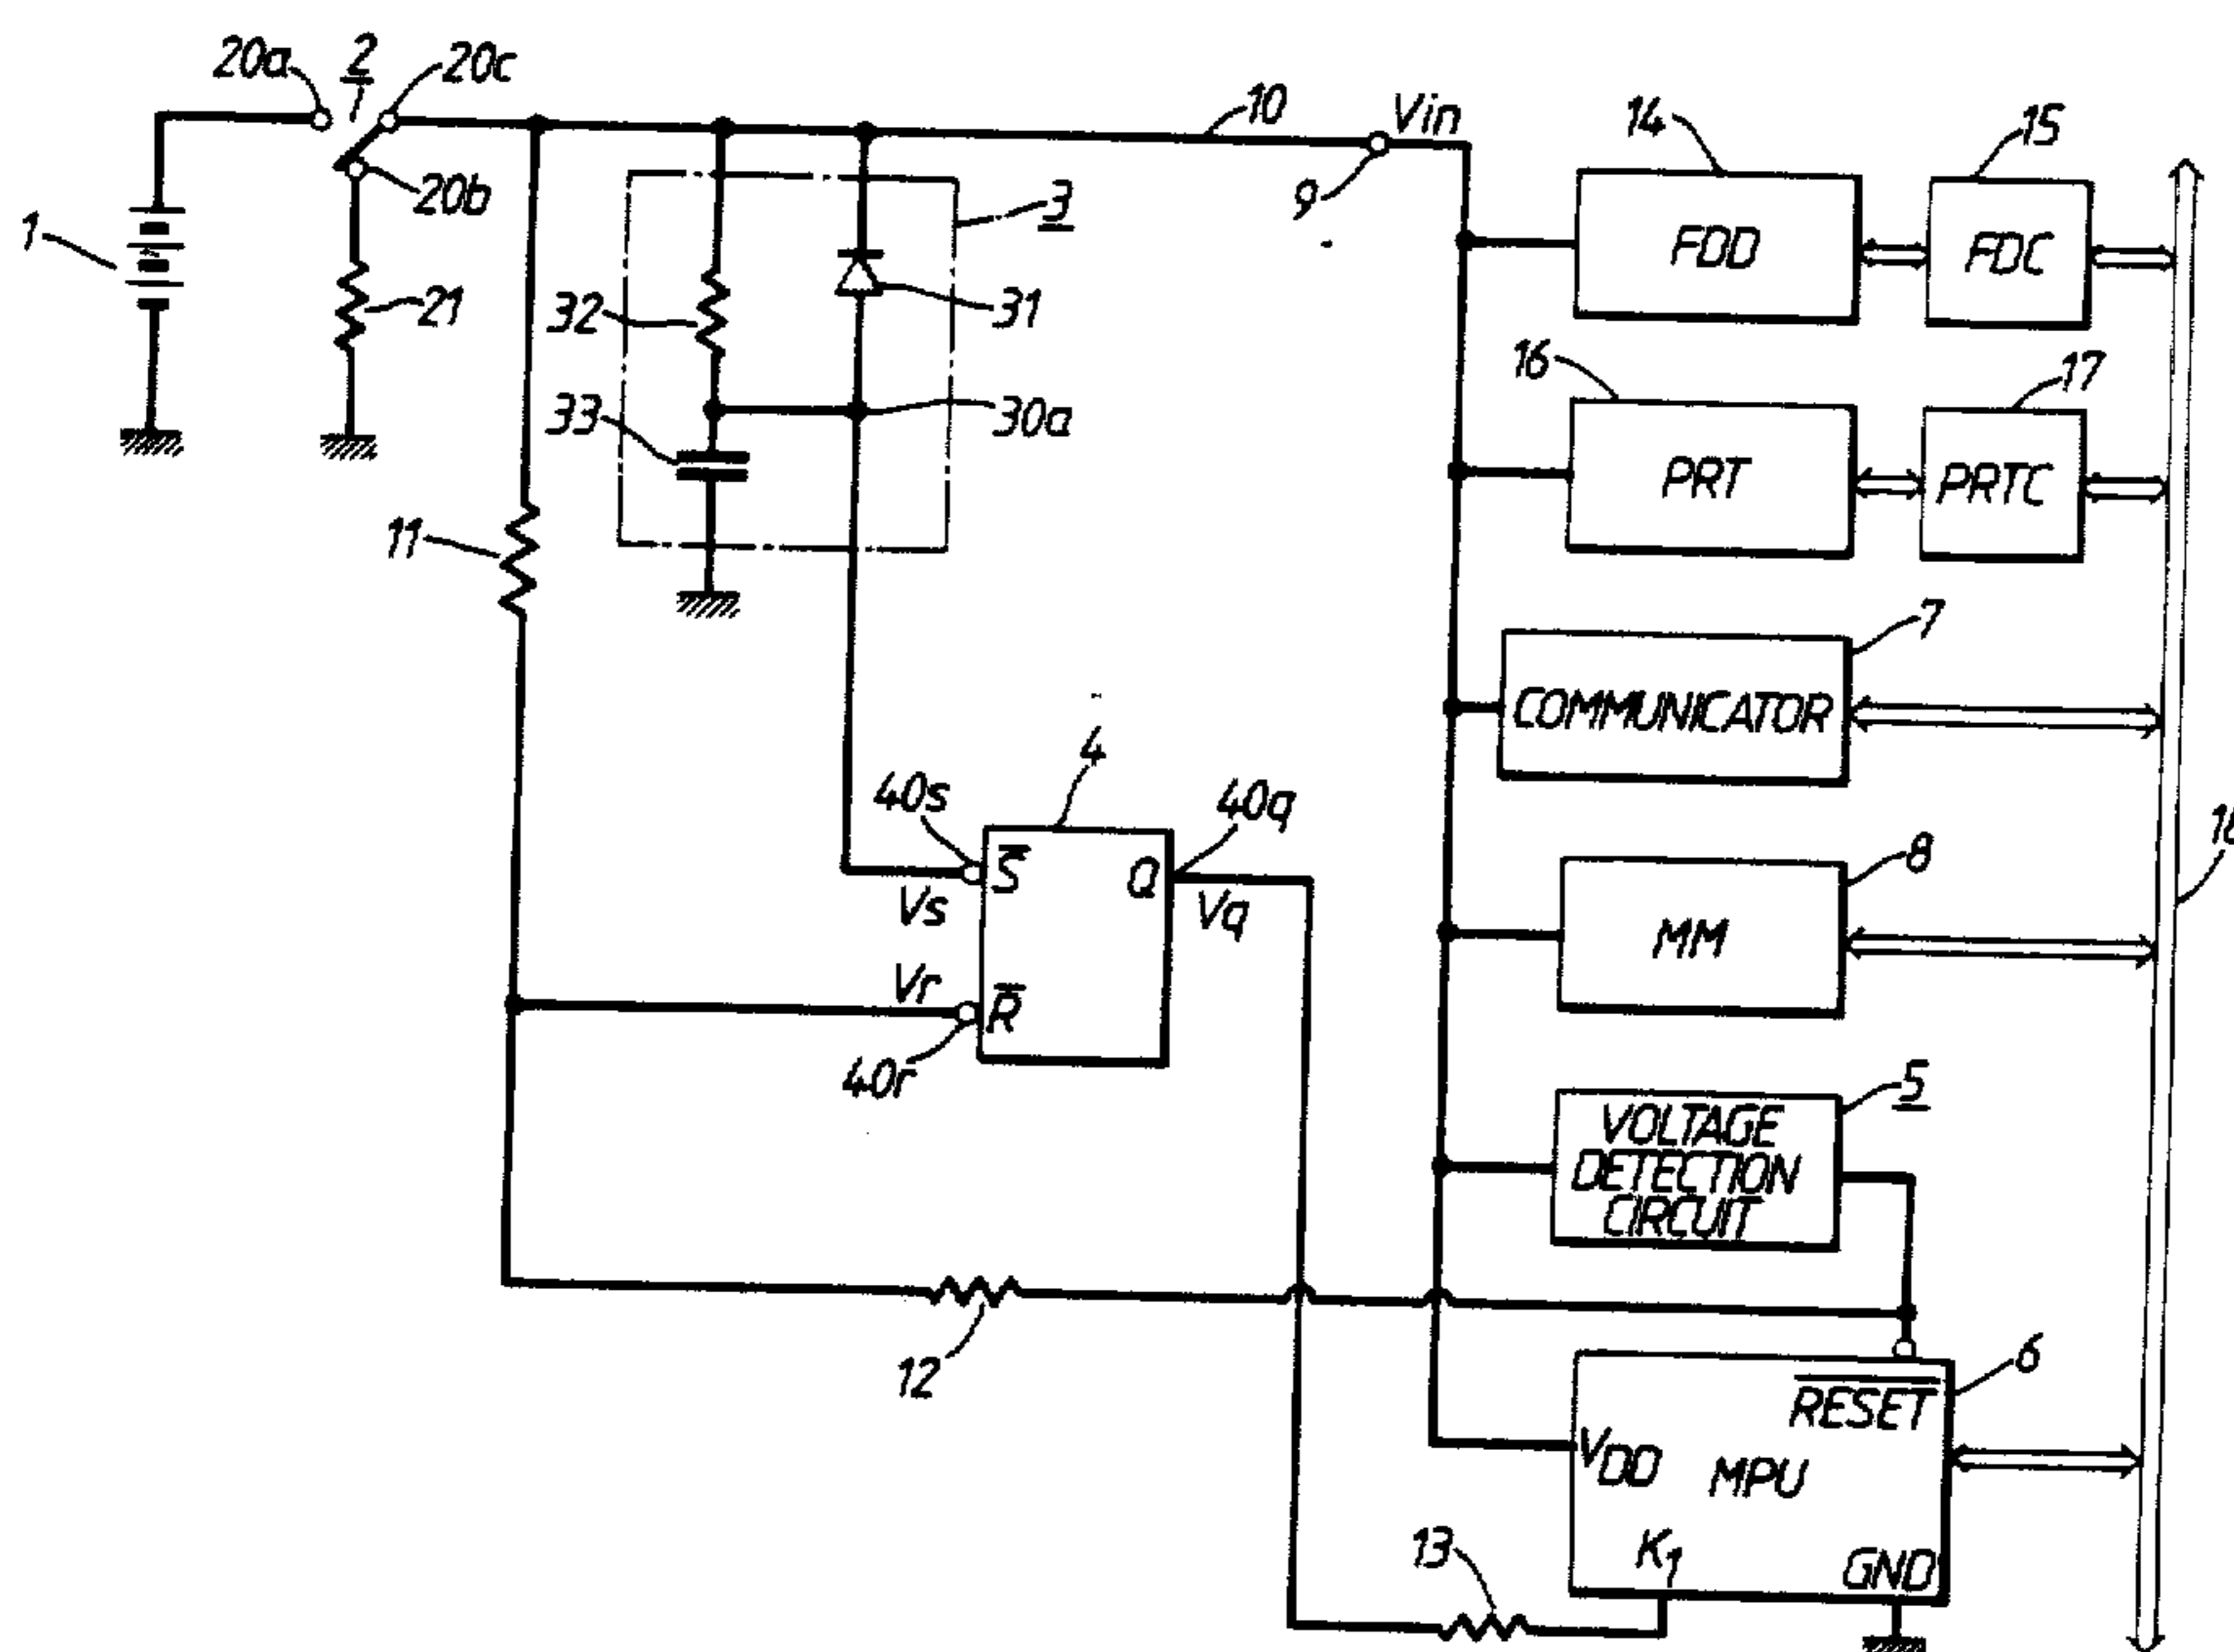 20a
2
20c
20b
1
21
10
Vin
9
14
15
FDD
FDC
3
32
31
33
30a
16
17
PRT
PRTC
11
7
COMMUNICATOR
4
40s
40q
S̅
Q
Vs
Vq
Vr
R̅
40r
8
MM
18
5
VOLTAGE
DETECTION
CIRCUIT
12
6
R̅E̅S̅E̅T̅
VDD
MPU
K1
GND
13